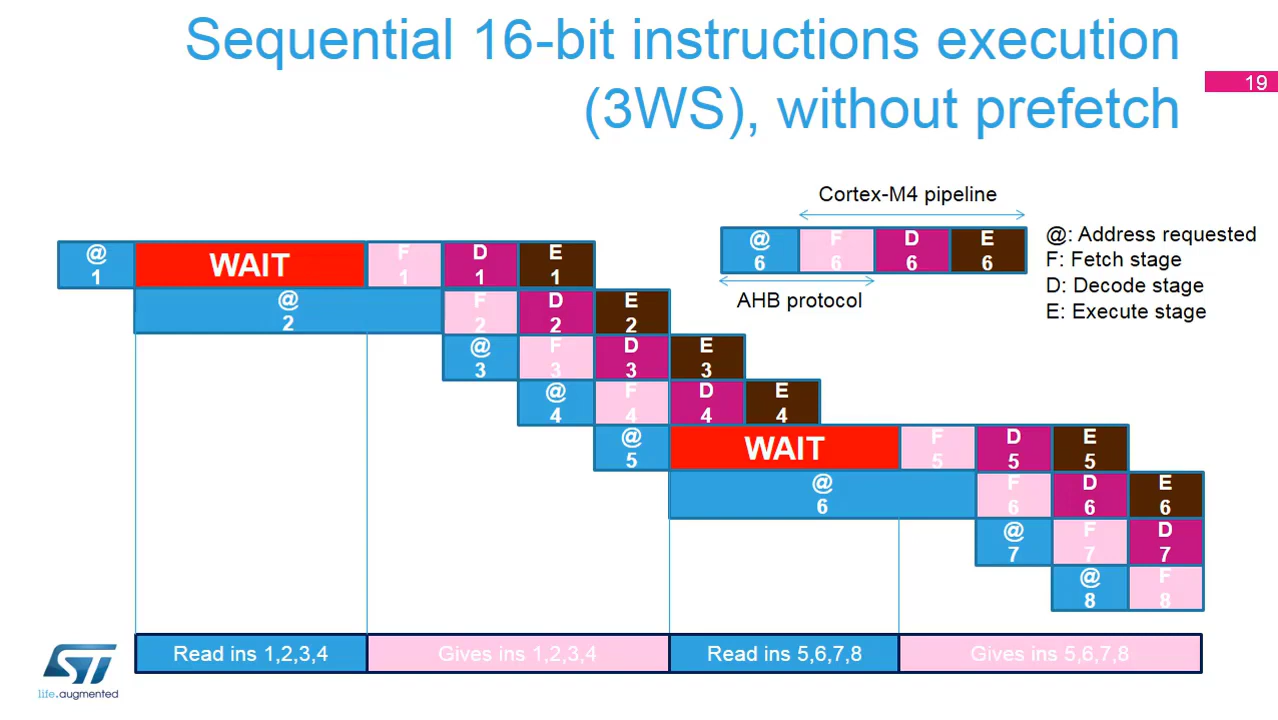 Sequential 16-bit instructions execution
(3WS), without prefetch
19
Cortex-M4 pipeline
@ 6 F 6 D 6 E 6
AHB protocol
@: Address requested
F: Fetch stage
D: Decode stage
E: Execute stage
@ 1 WAIT F 1 D 1 E 1
@ 2 F 2 D 2 E 2
@ 3 F 3 D 3 E 3
@ 4 F 4 D 4 E 4
@ 5 WAIT F 5 D 5 E 5
@ 6 F 6 D 6 E 6
@ 7 F 7 D 7
@ 8 F 8
Read ins 1,2,3,4 Gives ins 1,2,3,4 Read ins 5,6,7,8 Gives ins 5,6,7,8
ST
life.augmented